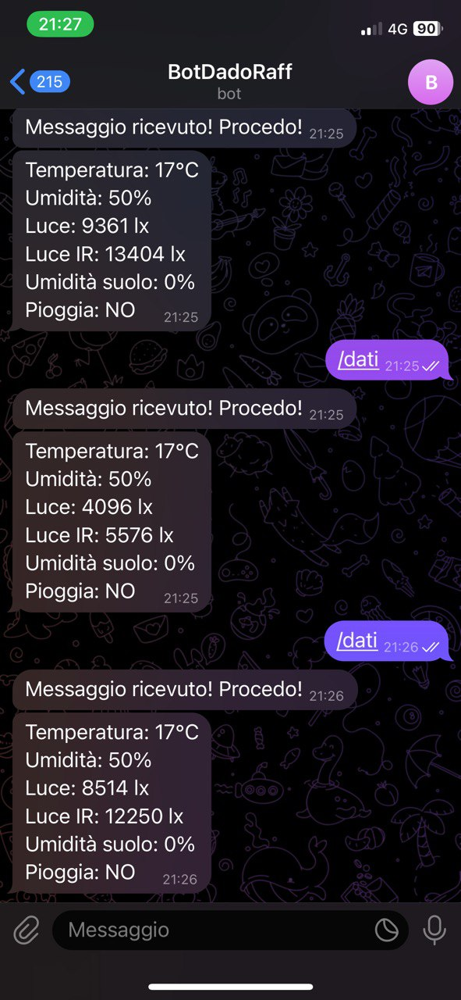 21:27
4G 90
215
BotDadoRaff
bot
B
Messaggio ricevuto! Procedo! 21:25
Temperatura: 17°C
Umidità: 50%
Luce: 9361 lx
Luce IR: 13404 lx
Umidità suolo: 0%
Pioggia: NO 21:25
/dati 21:25
Messaggio ricevuto! Procedo! 21:25
Temperatura: 17°C
Umidità: 50%
Luce: 4096 lx
Luce IR: 5576 lx
Umidità suolo: 0%
Pioggia: NO 21:25
/dati 21:26
Messaggio ricevuto! Procedo! 21:26
Temperatura: 17°C
Umidità: 50%
Luce: 8514 lx
Luce IR: 12250 lx
Umidità suolo: 0%
Pioggia: NO 21:26
Messaggio